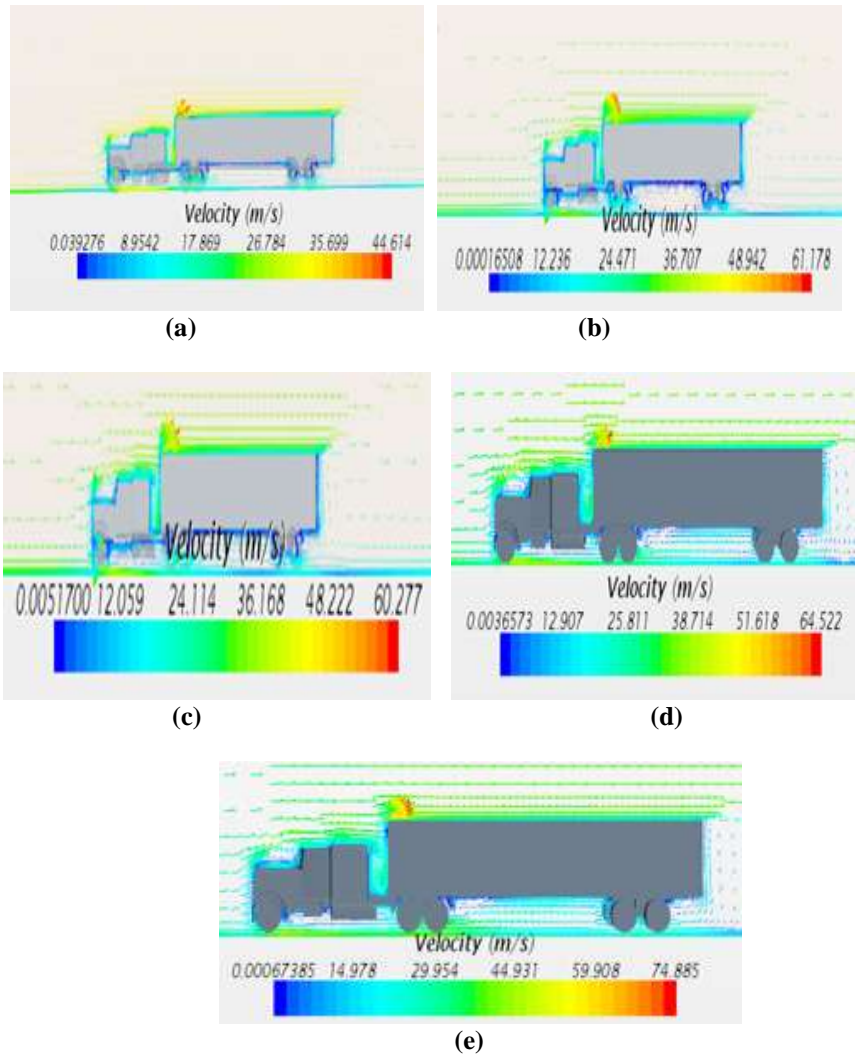 Velocity (m/s)
0.039276 8.9542 17.869 26.784 35.699 44.614
(a)
Velocity (m/s)
0.00016508 12.236 24.471 36.707 48.942 61.178
(b)
Velocity (m/s)
0.0051700 12.059 24.114 36.168 48.222 60.277
(c)
Velocity (m/s)
0.0036573 12.907 25.811 38.714 51.618 64.522
(d)
Velocity (m/s)
0.00067385 14.978 29.954 44.931 59.908 74.885
(e)